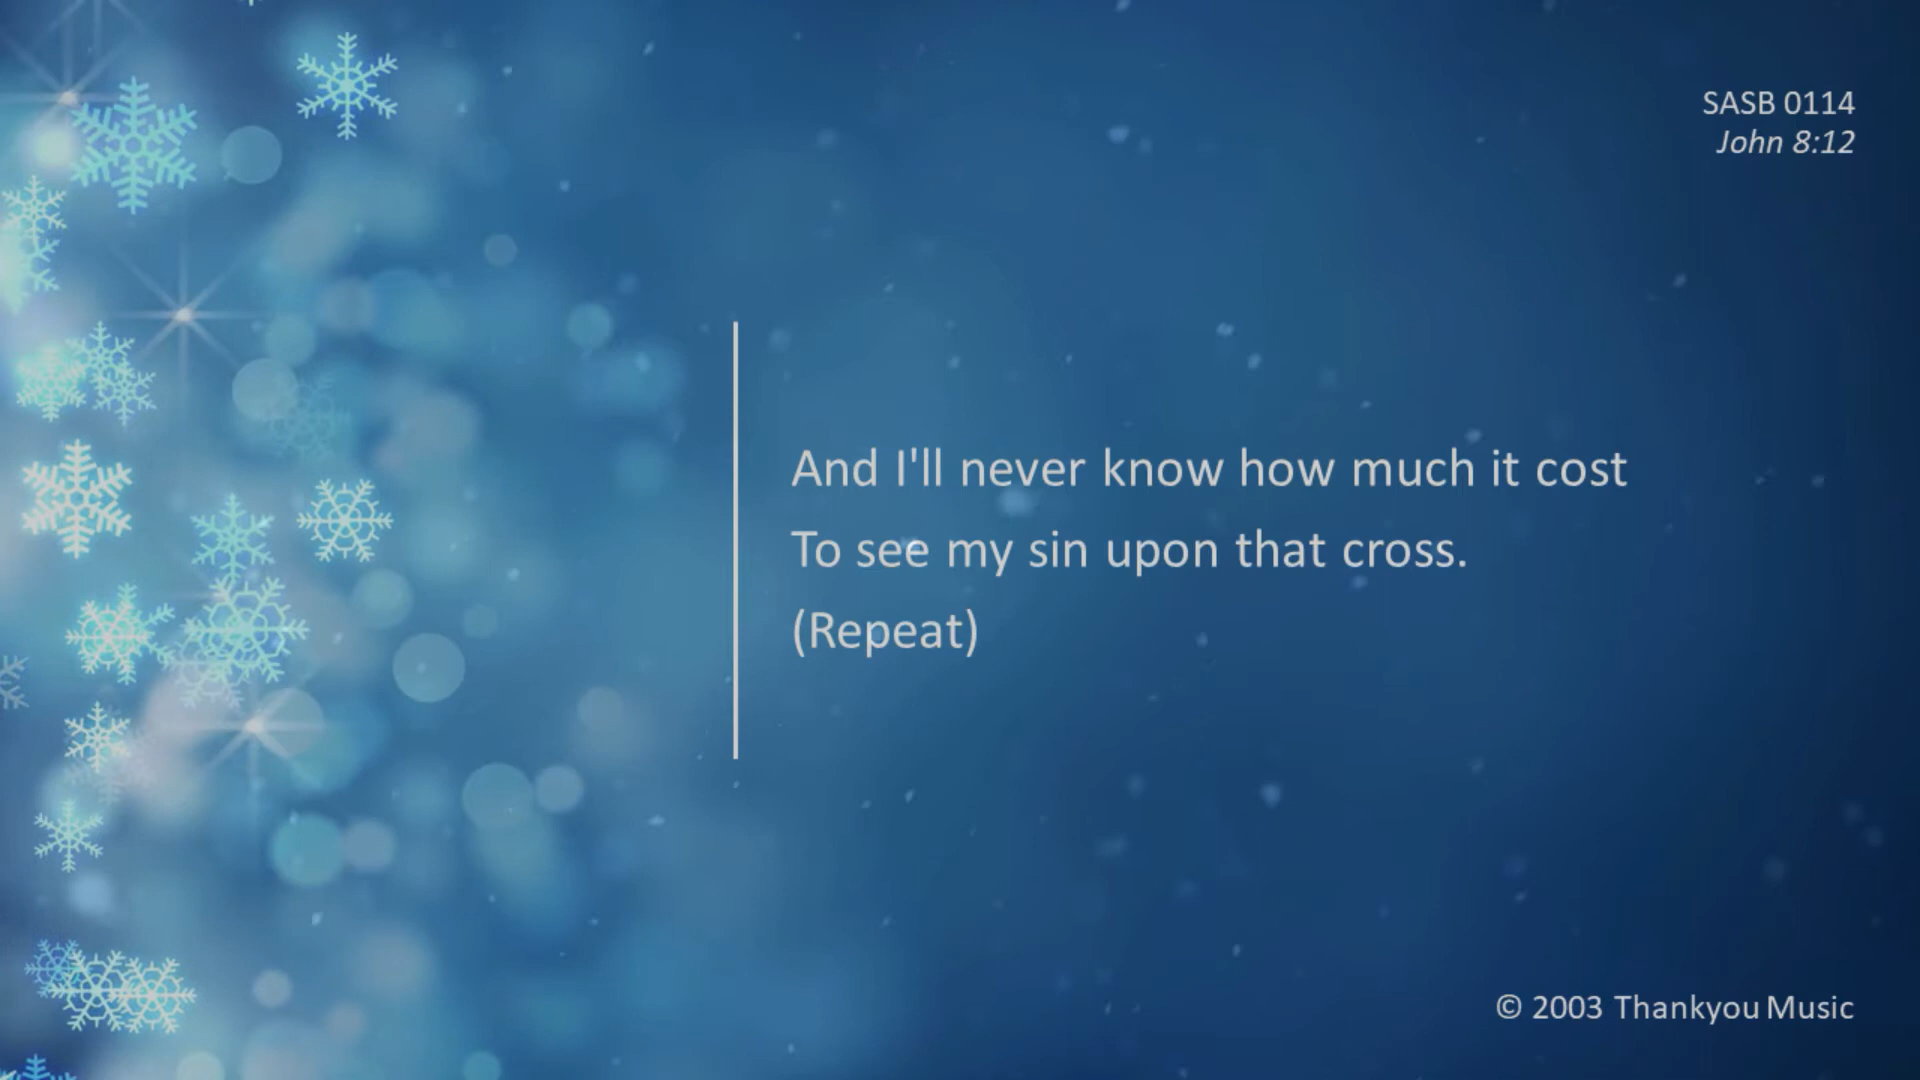 SASB 0114
John 8:12
And I'll never know how much it cost
To see my sin upon that cross.
(Repeat)
© 2003 Thankyou Music